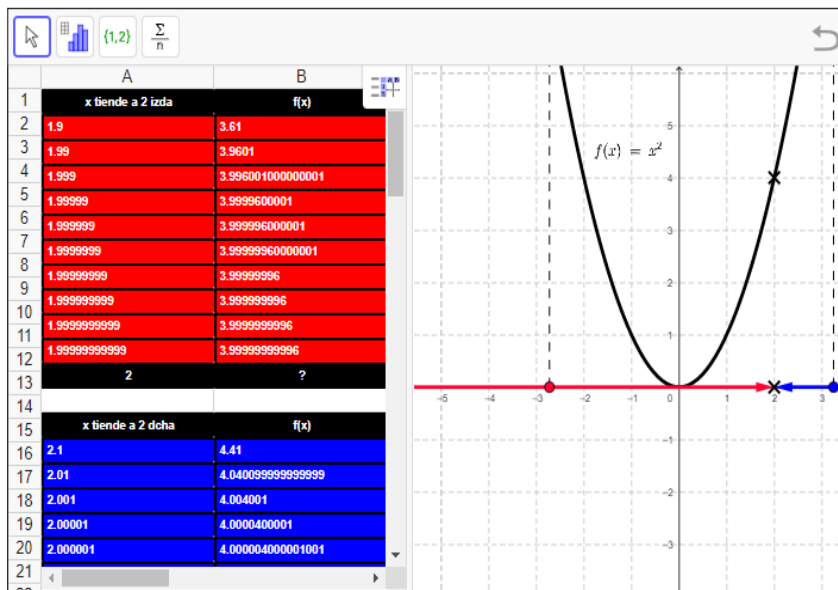 {1,2} Σ n
A B
1 x tiende a 2 izda f(x)
2 1.9 3.61
3 1.99 3.9601
4 1.999 3.996001000000001
5 1.99999 3.9999600001
6 1.999999 3.999996000001
7 1.9999999 3.99999960000001
8 1.99999999 3.99999996
9 1.999999999 3.999999996
10 1.9999999999 3.9999999996
11 1.99999999999 3.99999999996
12 2 ?
13
14
15 x tiende a 2 dcha f(x)
16 2.1 4.41
17 2.01 4.040099999999999
18 2.001 4.004001
19 2.00001 4.0000400001
20 2.000001 4.000004000001001
21
f(x) = x²
5
4
3
2
1
-5 -4 -3 -2 -1 0 1 2 3
-1
-2
-3